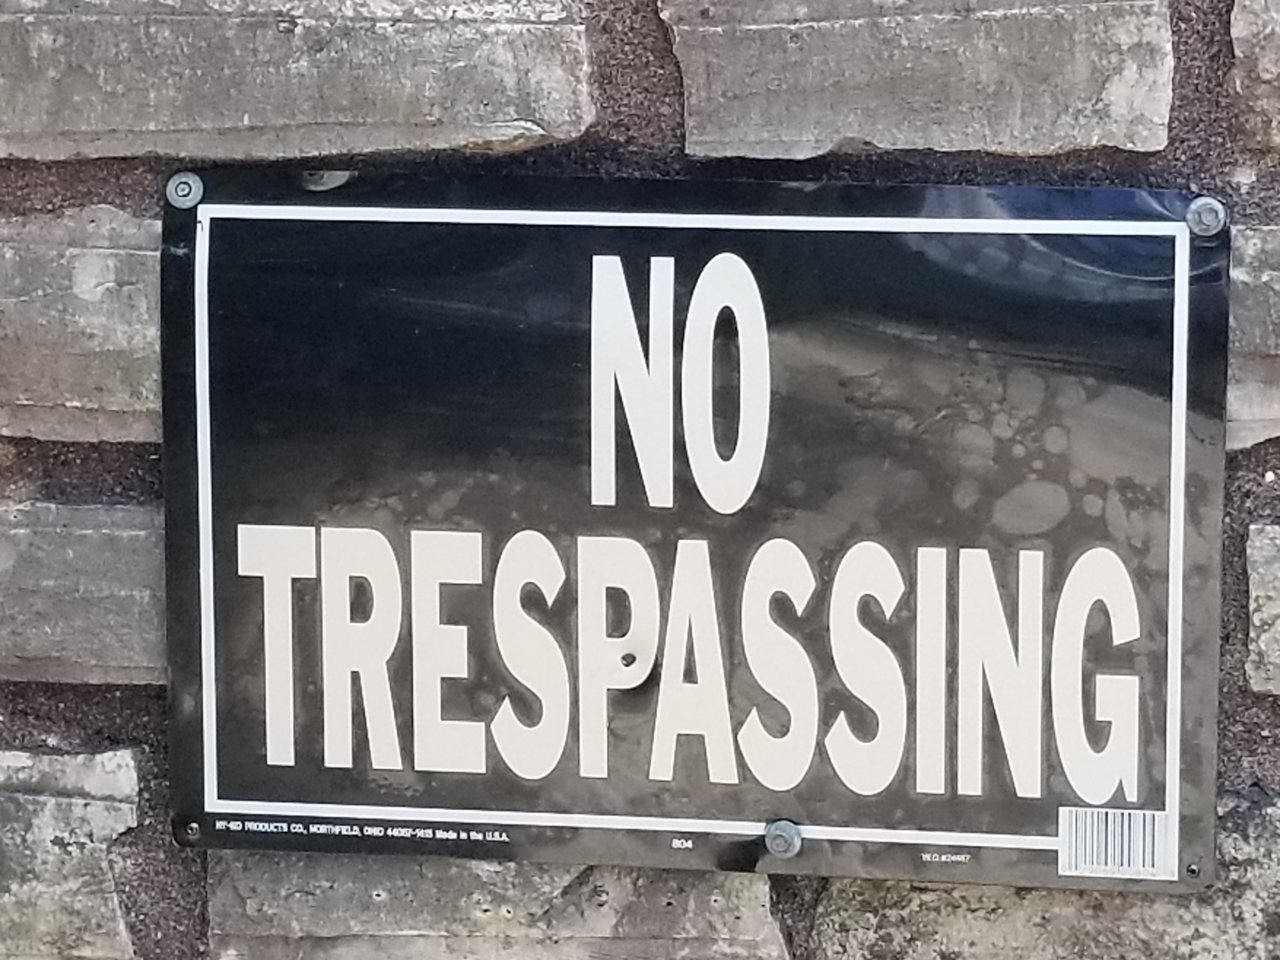 NO
TRESPASSING
HY-KO PRODUCTS CO., NORTHFIELD, OHIO 44067-1415 Made in the U.S.A.
804
W.O.